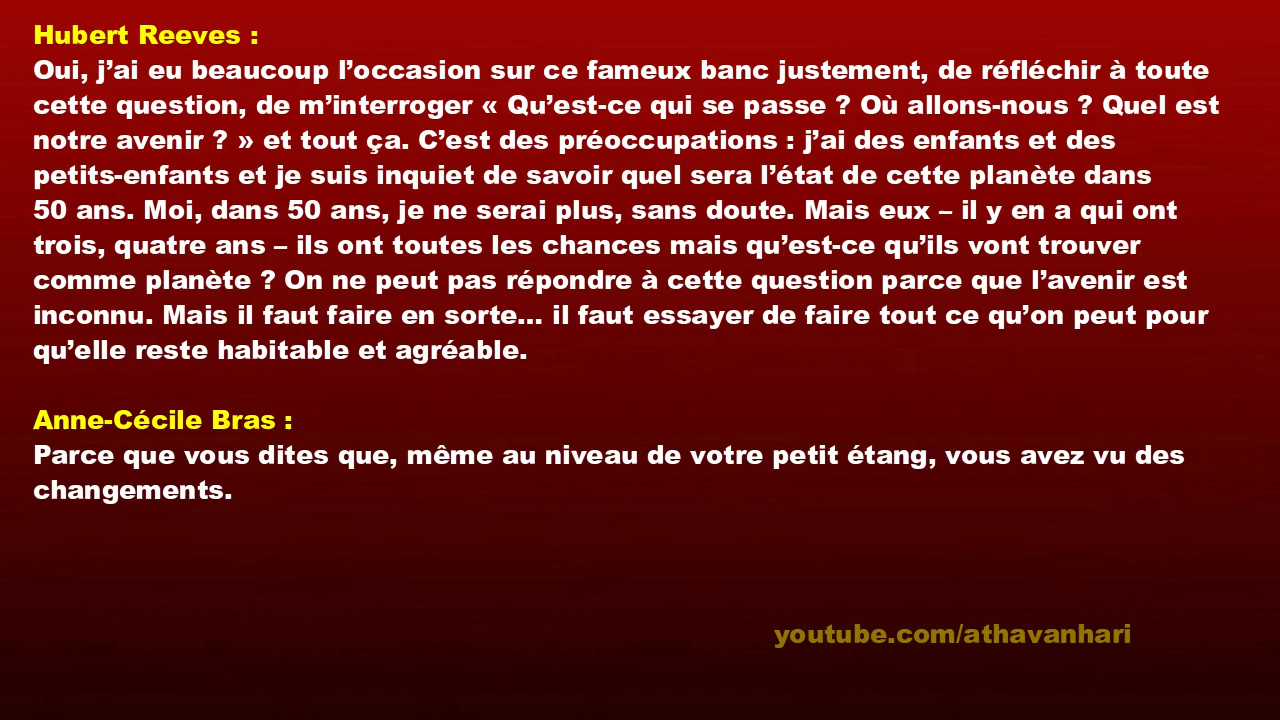 Hubert Reeves :
Oui, j’ai eu beaucoup l’occasion sur ce fameux banc justement, de réfléchir à toute
cette question, de m’interroger « Qu’est-ce qui se passe ? Où allons-nous ? Quel est
notre avenir ? » et tout ça. C’est des préoccupations : j’ai des enfants et des
petits-enfants et je suis inquiet de savoir quel sera l’état de cette planète dans
50 ans. Moi, dans 50 ans, je ne serai plus, sans doute. Mais eux – il y en a qui ont
trois, quatre ans – ils ont toutes les chances mais qu’est-ce qu’ils vont trouver
comme planète ? On ne peut pas répondre à cette question parce que l’avenir est
inconnu. Mais il faut faire en sorte... il faut essayer de faire tout ce qu’on peut pour
qu’elle reste habitable et agréable.
Anne-Cécile Bras :
Parce que vous dites que, même au niveau de votre petit étang, vous avez vu des
changements.
youtube.com/athavanhari